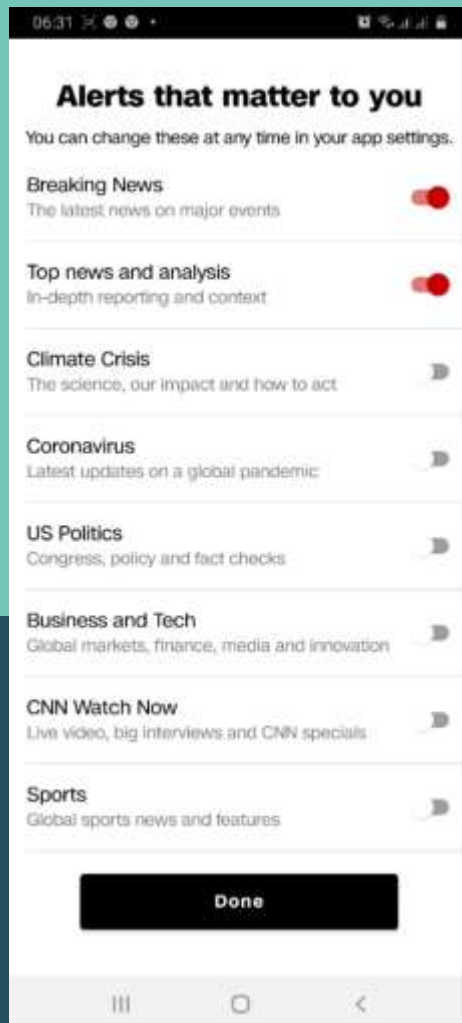 06:31
Alerts that matter to you
You can change these at any time in your app settings.
Breaking News
The latest news on major events
Top news and analysis
In-depth reporting and context
Climate Crisis
The science, our impact and how to act
Coronavirus
Latest updates on a global pandemic
US Politics
Congress, policy and fact checks
Business and Tech
Global markets, finance, media and innovation
CNN Watch Now
Live video, big interviews and CNN specials
Sports
Global sports news and features
Done